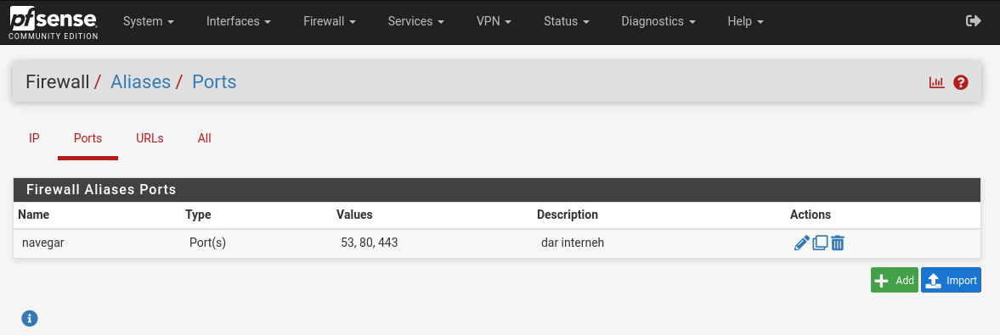 pfsense
COMMUNITY EDITION
System Interfaces Firewall Services VPN Status Diagnostics Help
Firewall / Aliases / Ports
IP Ports URLs All
Firewall Aliases Ports
Name Type Values Description Actions
navegar Port(s) 53, 80, 443 dar interneh
Add Import